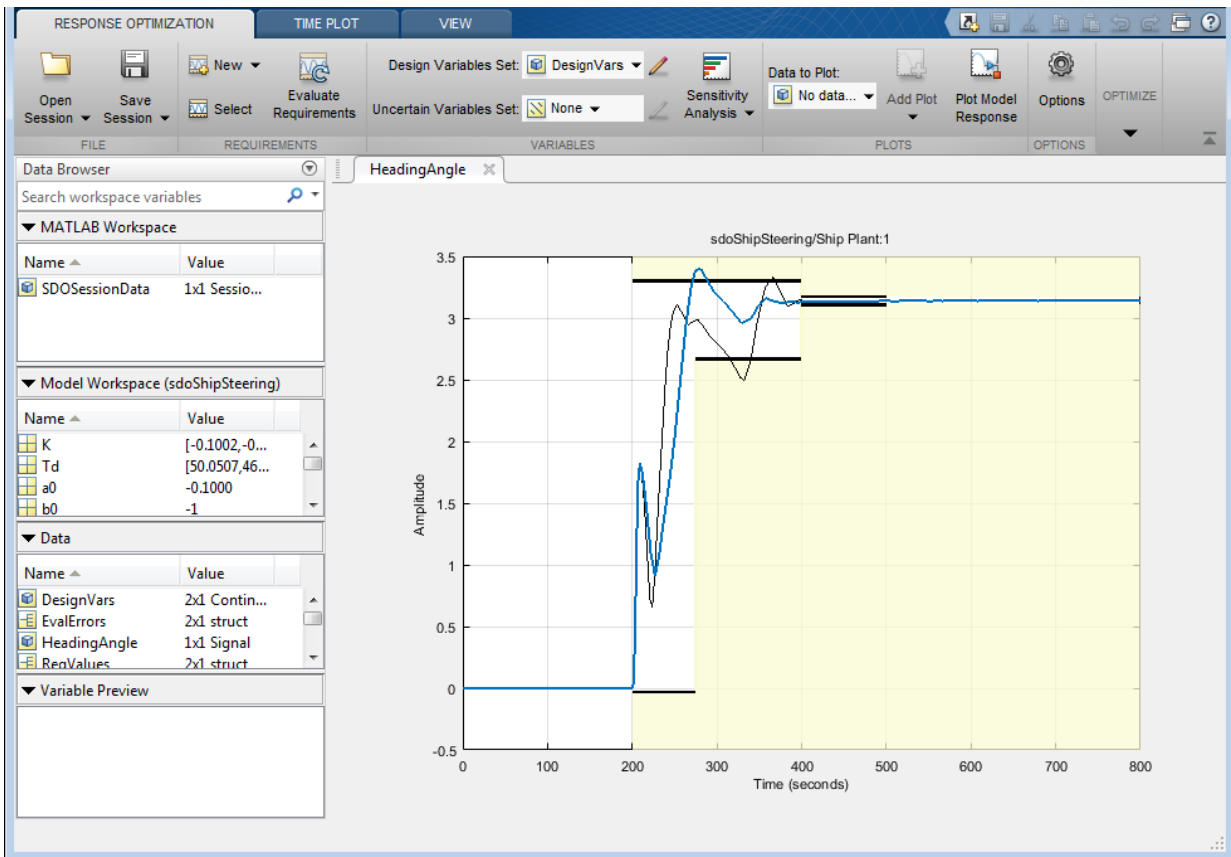 RESPONSE OPTIMIZATION TIME PLOT VIEW
Open Session
Save Session
New
Select
Evaluate Requirements
Design Variables Set: DesignVars
Uncertain Variables Set: None
Sensitivity Analysis
Data to Plot:
No data...
Add Plot
Plot Model Response
Options
OPTIMIZE
FILE REQUIREMENTS VARIABLES PLOTS OPTIONS
Data Browser
Search workspace variables
MATLAB Workspace
Name Value
SDOSessionData 1x1 Sessio...
Model Workspace (sdoShipSteering)
Name Value
K [-0.1002,-0...
Td [50.0507,46...
a0 -0.1000
b0 -1
Data
Name Value
DesignVars 2x1 Contin...
EvalErrors 2x1 struct
HeadingAngle 1x1 Signal
ReqValues 2x1 struct
Variable Preview
HeadingAngle
sdoShipSteering/Ship Plant:1
Amplitude
3.5
3
2.5
2
1.5
1
0.5
0
-0.5
0 100 200 300 400 500 600 700 800
Time (seconds)